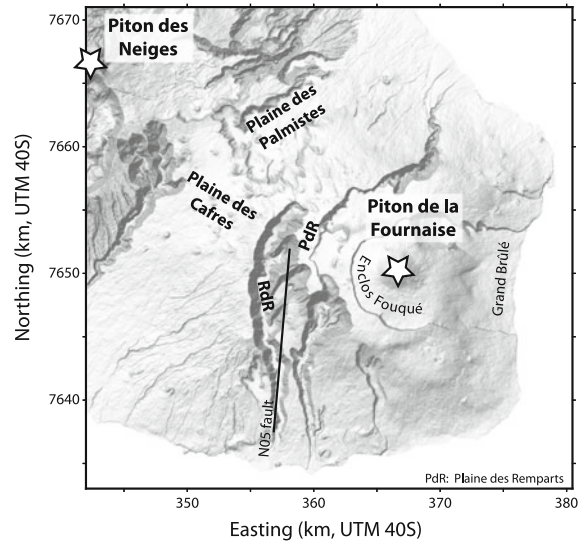 7670
7660
7650
7640
Northing (km, UTM 40S)
350
360
370
380
Easting (km, UTM 40S)
Piton des
Neiges
Plaine des
Palmistes
Plaine des
Cafres
Piton de la
Fournaise
PdR
RdR
Enclos Fouqué
Grand Brûlé
N05 fault
PdR: Plaine des Remparts